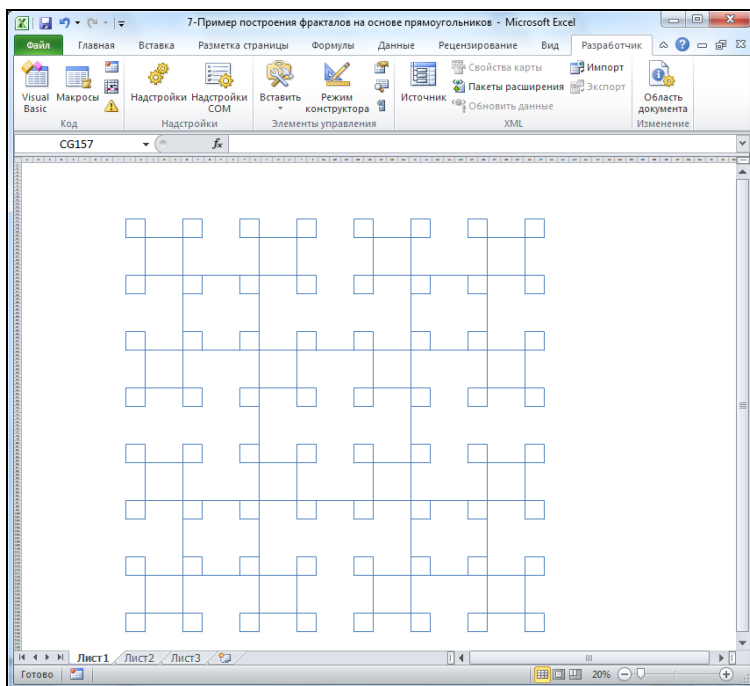 7-Пример построения фракталов на основе прямоугольников - Microsoft Excel
Файл Главная Вставка Разметка страницы Формулы Данные Рецензирование Вид Разработчик
Visual Basic Макросы Надстройки Надстройки COM Вставить Режим конструктора Источник Свойства карты Пакеты расширения Обновить данные Импорт Экспорт Область документа
Код Надстройки Элементы управления XML Изменение
CG157 fx
Лист1 Лист2 Лист3
Готово 20%